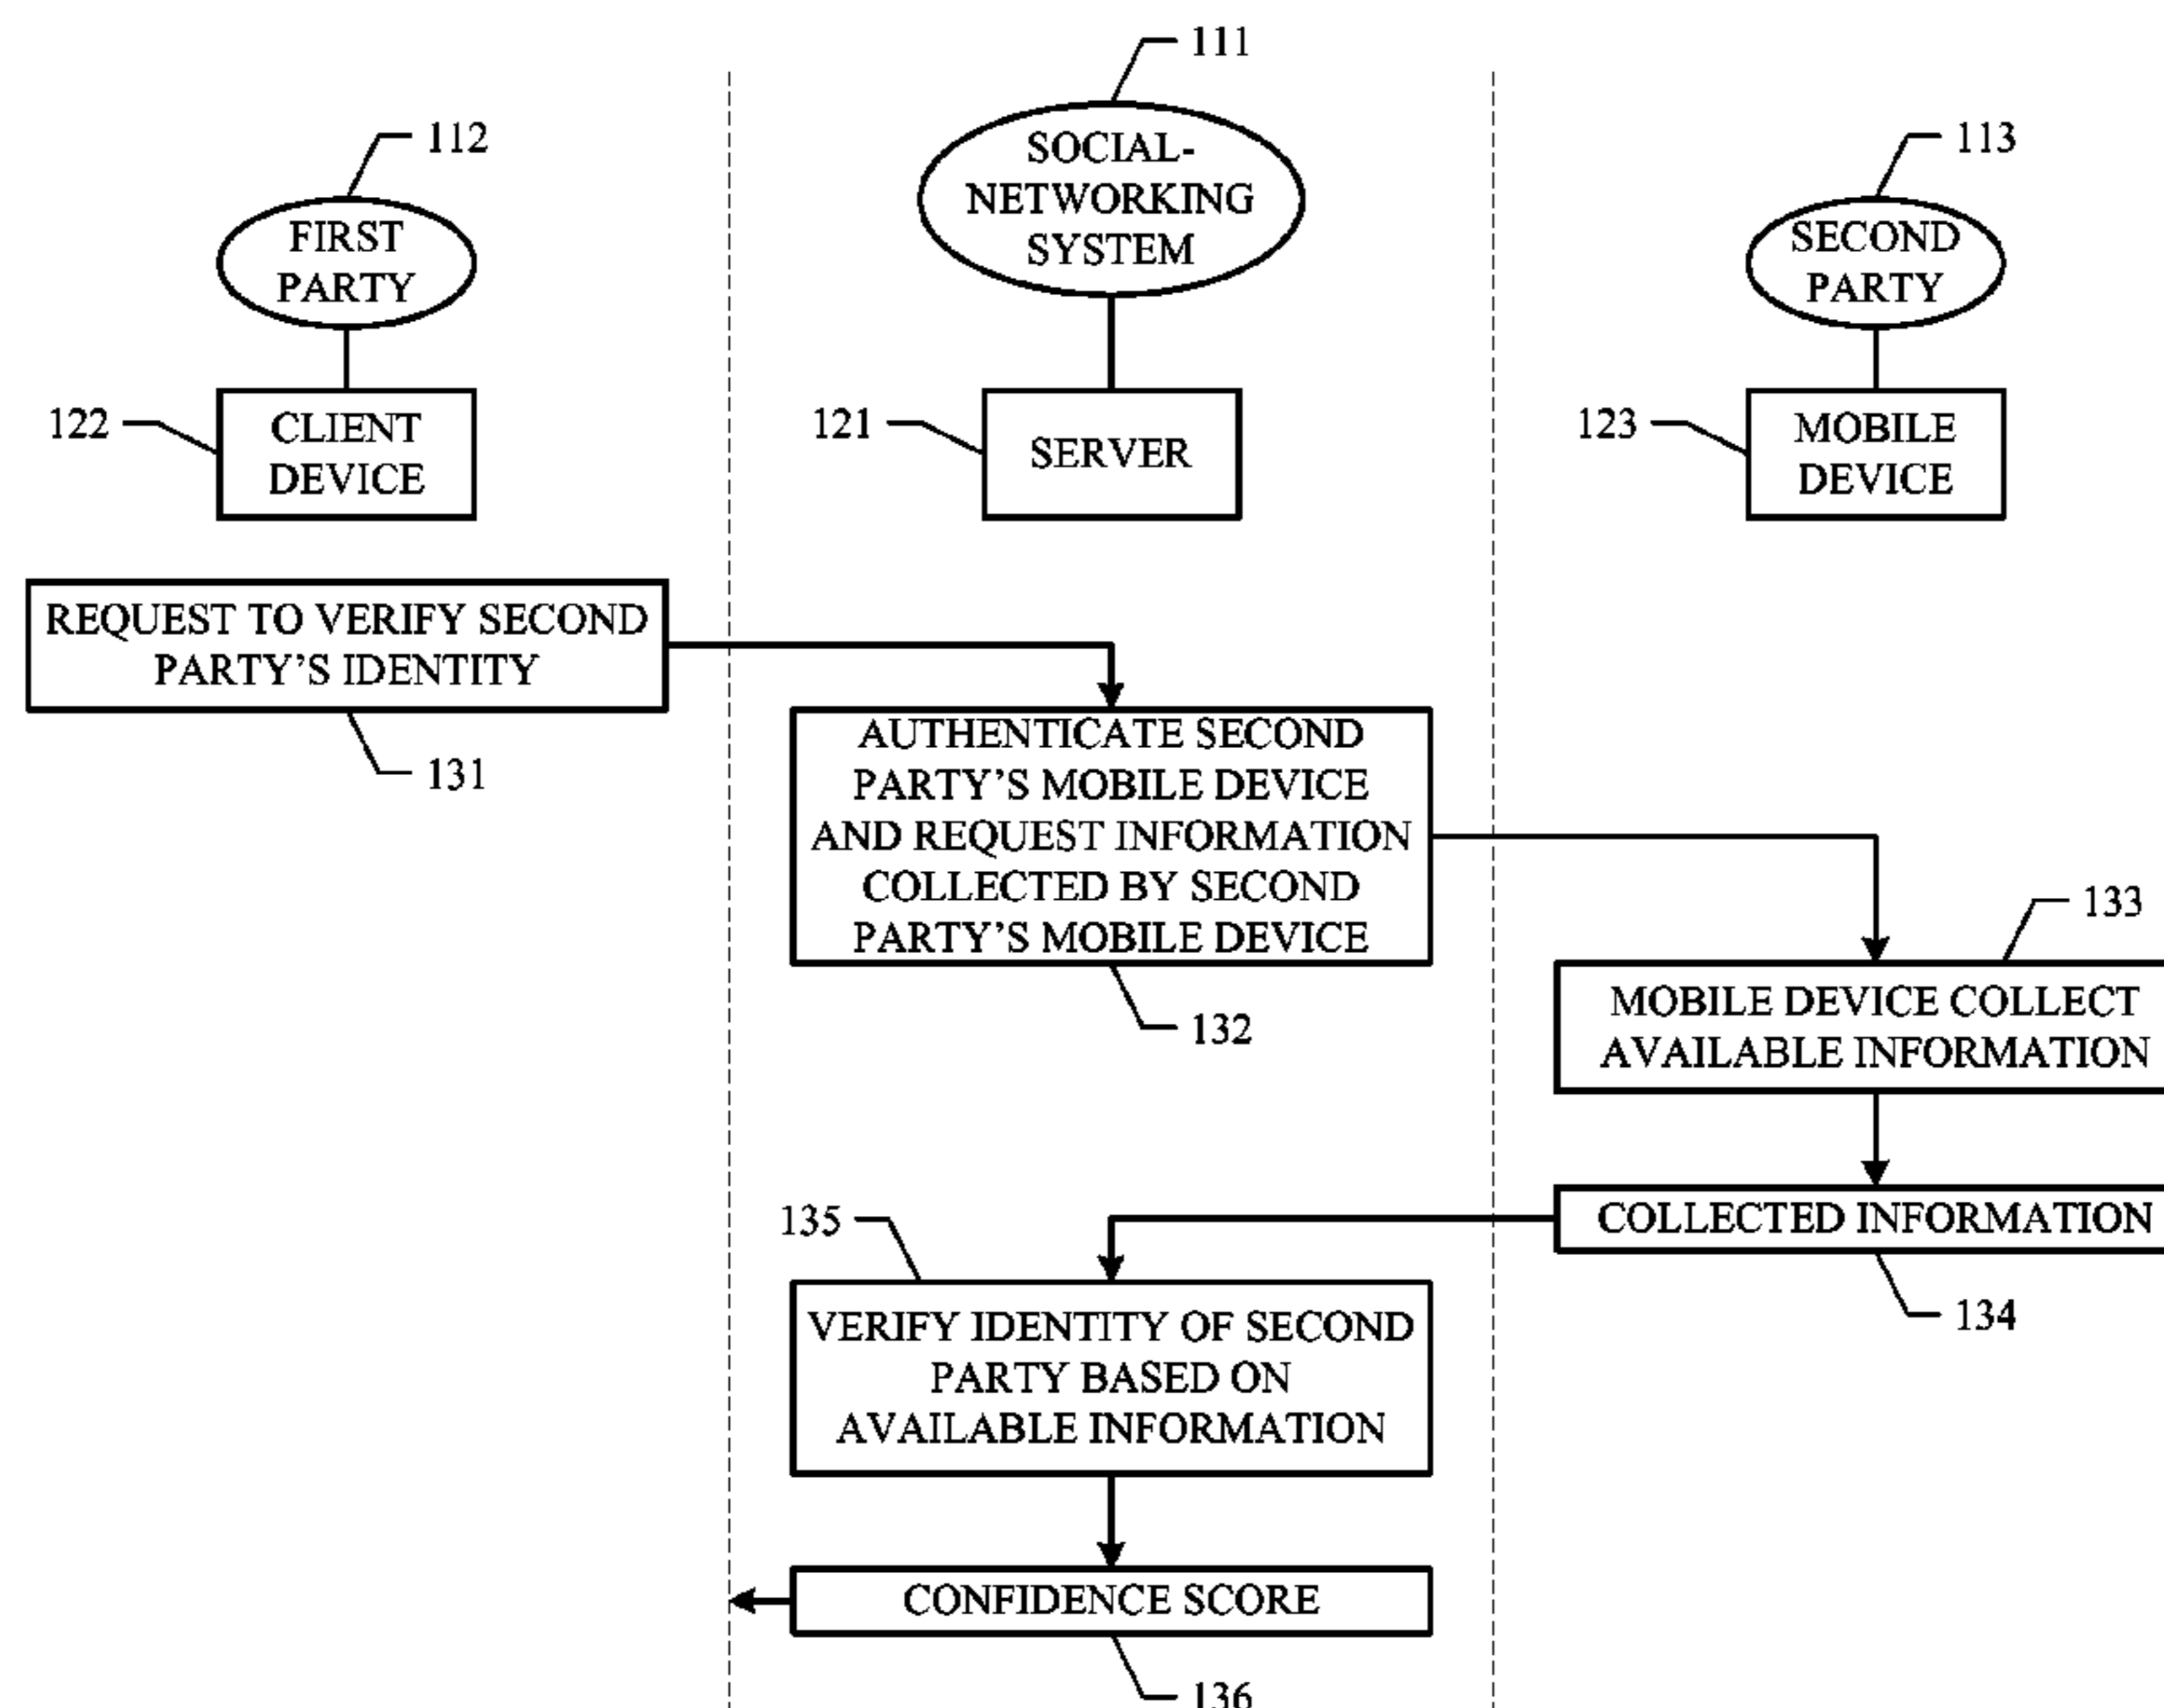 111
112
113
SOCIAL-
NETWORKING
SYSTEM
FIRST
PARTY
SECOND
PARTY
122
CLIENT
DEVICE
121
SERVER
123
MOBILE
DEVICE
REQUEST TO VERIFY SECOND
PARTY'S IDENTITY
131
AUTHENTICATE SECOND
PARTY'S MOBILE DEVICE
AND REQUEST INFORMATION
COLLECTED BY SECOND
PARTY'S MOBILE DEVICE
132
133
MOBILE DEVICE COLLECT
AVAILABLE INFORMATION
COLLECTED INFORMATION
134
135
VERIFY IDENTITY OF SECOND
PARTY BASED ON
AVAILABLE INFORMATION
CONFIDENCE SCORE
136